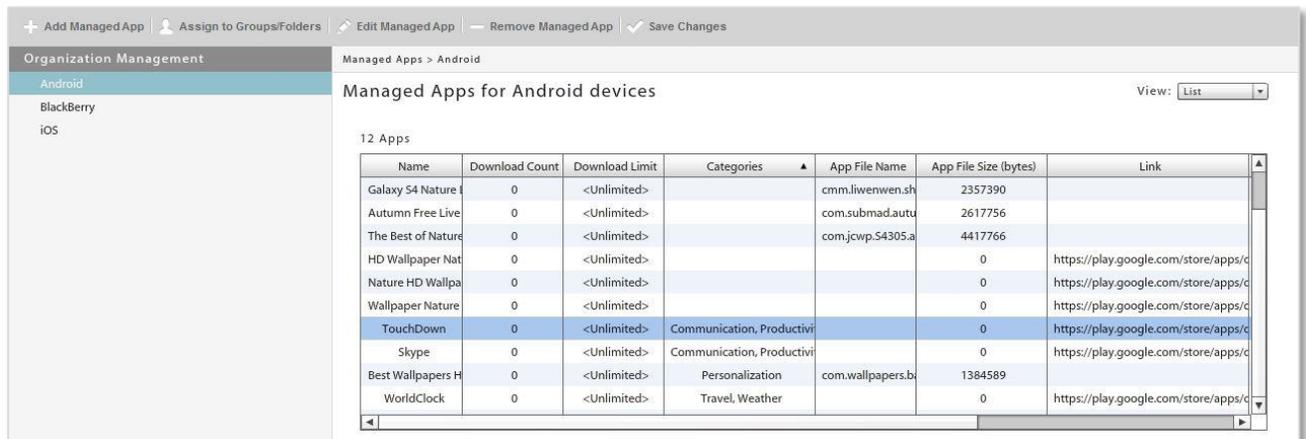 Add Managed App Assign to Groups/Folders Edit Managed App Remove Managed App Save Changes
Organization Management
Android
BlackBerry
iOS
Managed Apps > Android
Managed Apps for Android devices
View: List
12 Apps
Name Download Count Download Limit Categories App File Name App File Size (bytes) Link
Galaxy S4 Nature 0 <Unlimited> cmm.liwenwen.sh 2357390
Autumn Free Live 0 <Unlimited> com.submad.autu 2617756
The Best of Nature 0 <Unlimited> com.jcwp.S4305.a 4417766
HD Wallpaper Nat 0 <Unlimited> 0 https://play.google.com/store/apps/d
Nature HD Wallpa 0 <Unlimited> 0 https://play.google.com/store/apps/d
Wallpaper Nature 0 <Unlimited> 0 https://play.google.com/store/apps/d
TouchDown 0 <Unlimited> Communication, Productivi 0 https://play.google.com/store/apps/d
Skype 0 <Unlimited> Communication, Productivi 0 https://play.google.com/store/apps/d
Best Wallpapers H 0 <Unlimited> Personalization com.wallpapers.ba 1384589
WorldClock 0 <Unlimited> Travel, Weather 0 https://play.google.com/store/apps/d